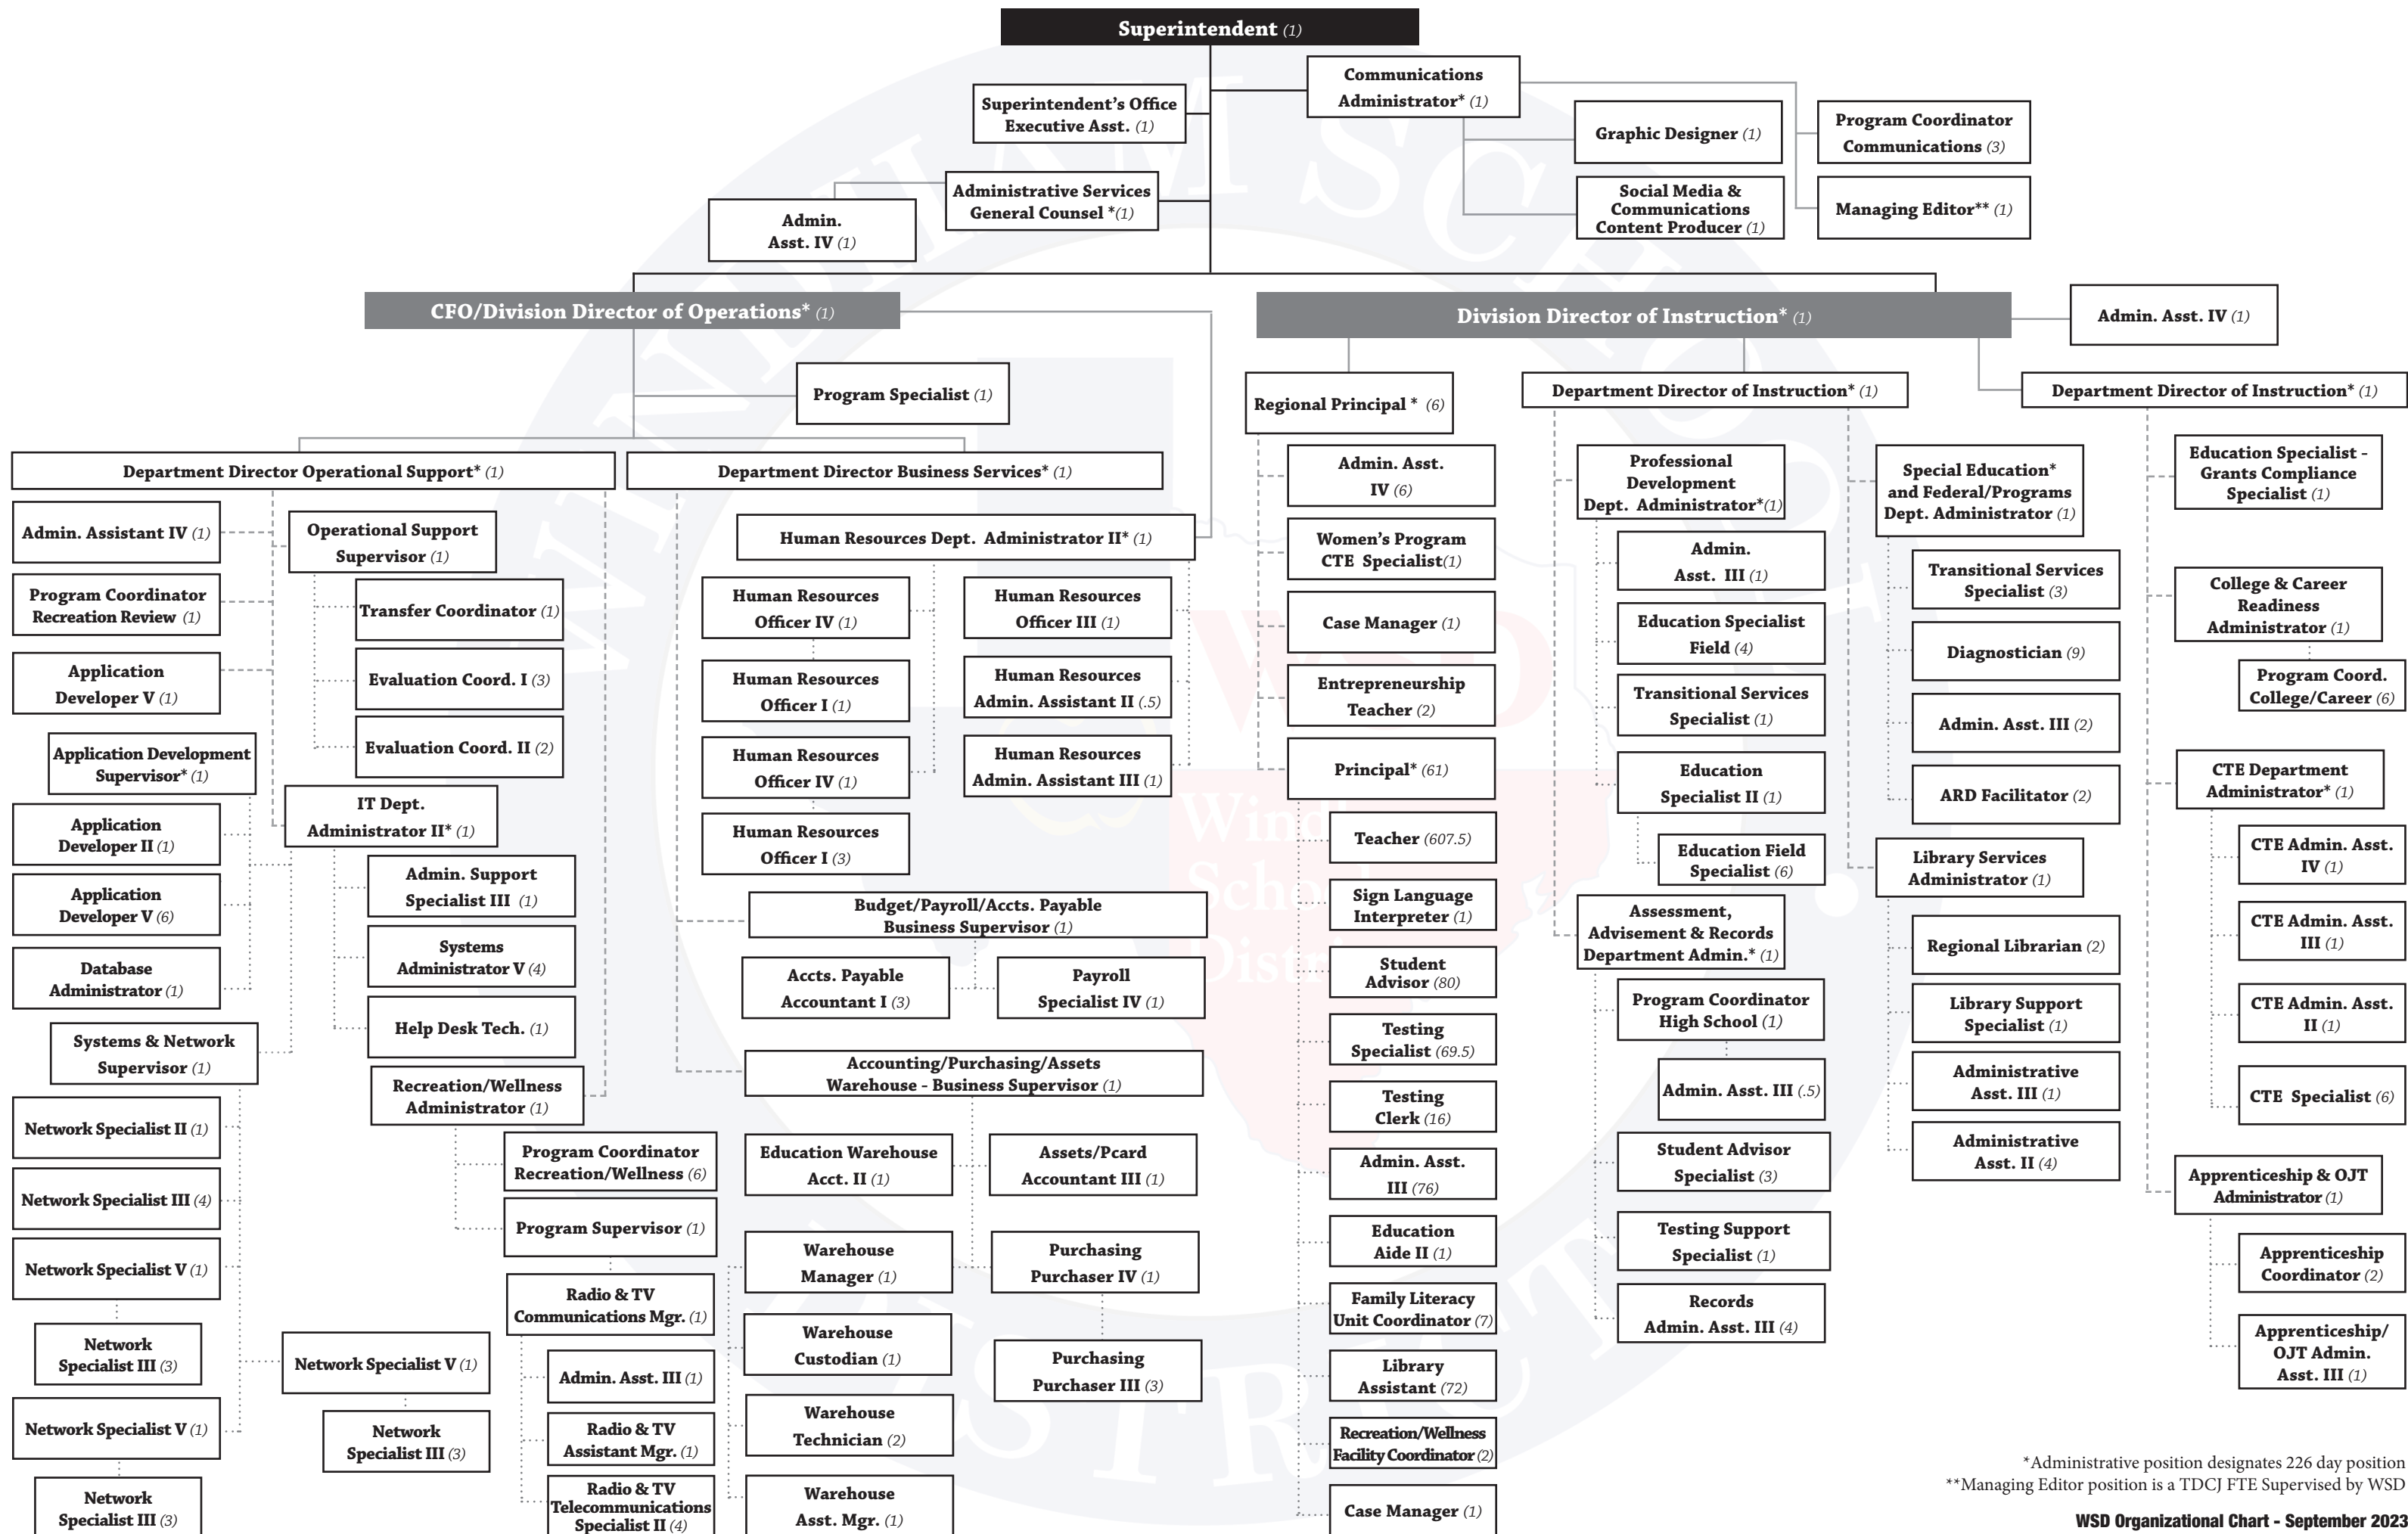 Superintendent (1)
Communications
Administrator* (1)
Superintendent’s Office
Executive Asst. (1)
Graphic Designer (1)
Program Coordinator
Communications (3)
Administrative Services
General Counsel *(1)
Admin.
Asst. IV (1)
Social Media &
Communications
Content Producer (1)
Managing Editor** (1)
CFO/Division Director of Operations* (1)
Division Director of Instruction* (1)
Admin. Asst. IV (1)
Program Specialist (1)
Department Director Operational Support* (1)
Admin. Assistant IV (1)
Program Coordinator
Recreation Review (1)
Application
Developer V (1)
Operational Support
Supervisor (1)
Transfer Coordinator (1)
Evaluation Coord. I (3)
Evaluation Coord. II (2)
Application Development
Supervisor* (1)
Application
Developer II (1)
Application
Developer V (6)
Database
Administrator (1)
IT Dept.
Administrator II* (1)
Admin. Support
Specialist III (1)
Systems
Administrator V (4)
Help Desk Tech. (1)
Systems & Network
Supervisor (1)
Network Specialist II (1)
Network Specialist III (4)
Network Specialist V (1)
Network
Specialist III (3)
Network Specialist V (1)
Network
Specialist III (3)
Network Specialist V (1)
Network
Specialist III (3)
Recreation/Wellness
Administrator (1)
Program Coordinator
Recreation/Wellness (6)
Program Supervisor (1)
Radio & TV
Communications Mgr. (1)
Admin. Asst. III (1)
Radio & TV
Assistant Mgr. (1)
Radio & TV
Telecommunications
Specialist II (4)
Department Director Business Services* (1)
Human Resources Dept. Administrator II* (1)
Human Resources
Officer IV (1)
Human Resources
Officer I (1)
Human Resources
Officer IV (1)
Human Resources
Officer I (3)
Human Resources
Officer III (1)
Human Resources
Admin. Assistant II (.5)
Human Resources
Admin. Assistant III (1)
Budget/Payroll/Accts. Payable
Business Supervisor (1)
Accts. Payable
Accountant I (3)
Payroll
Specialist IV (1)
Accounting/Purchasing/Assets
Warehouse - Business Supervisor (1)
Education Warehouse
Acct. II (1)
Assets/Pcard
Accountant III (1)
Warehouse
Manager (1)
Purchasing
Purchaser IV (1)
Warehouse
Custodian (1)
Purchasing
Purchaser III (3)
Warehouse
Technician (2)
Warehouse
Asst. Mgr. (1)
Regional Principal * (6)
Admin. Asst.
IV (6)
Women’s Program
CTE Specialist(1)
Case Manager (1)
Entrepreneurship
Teacher (2)
Principal* (61)
Teacher (607.5)
Sign Language
Interpreter (1)
Student
Advisor (80)
Testing
Specialist (69.5)
Testing
Clerk (16)
Admin. Asst.
III (76)
Education
Aide II (1)
Family Literacy
Unit Coordinator (7)
Library
Assistant (72)
Recreation/Wellness
Facility Coordinator (2)
Case Manager (1)
Department Director of Instruction* (1)
Professional
Development
Dept. Administrator*(1)
Admin.
Asst. III (1)
Education Specialist
Field (4)
Transitional Services
Specialist (1)
Education
Specialist II (1)
Education Field
Specialist (6)
Assessment,
Advisement & Records
Department Admin.* (1)
Program Coordinator
High School (1)
Admin. Asst. III (.5)
Student Advisor
Specialist (3)
Testing Support
Specialist (1)
Records
Admin. Asst. III (4)
Special Education*
and Federal/Programs
Dept. Administrator (1)
Transitional Services
Specialist (3)
Diagnostician (9)
Admin. Asst. III (2)
ARD Facilitator (2)
Library Services
Administrator (1)
Regional Librarian (2)
Library Support
Specialist (1)
Administrative
Asst. III (1)
Administrative
Asst. II (4)
Department Director of Instruction* (1)
Education Specialist -
Grants Compliance
Specialist (1)
College & Career
Readiness
Administrator (1)
Program Coord.
College/Career (6)
CTE Department
Administrator* (1)
CTE Admin. Asst.
IV (1)
CTE Admin. Asst.
III (1)
CTE Admin. Asst.
II (1)
CTE Specialist (6)
Apprenticeship & OJT
Administrator (1)
Apprenticeship
Coordinator (2)
Apprenticeship/
OJT Admin.
Asst. III (1)
*Administrative position designates 226 day position
**Managing Editor position is a TDCJ FTE Supervised by WSD
WSD Organizational Chart - September 2023
WINDHAM SCHOOL
DISTRICT
WSD